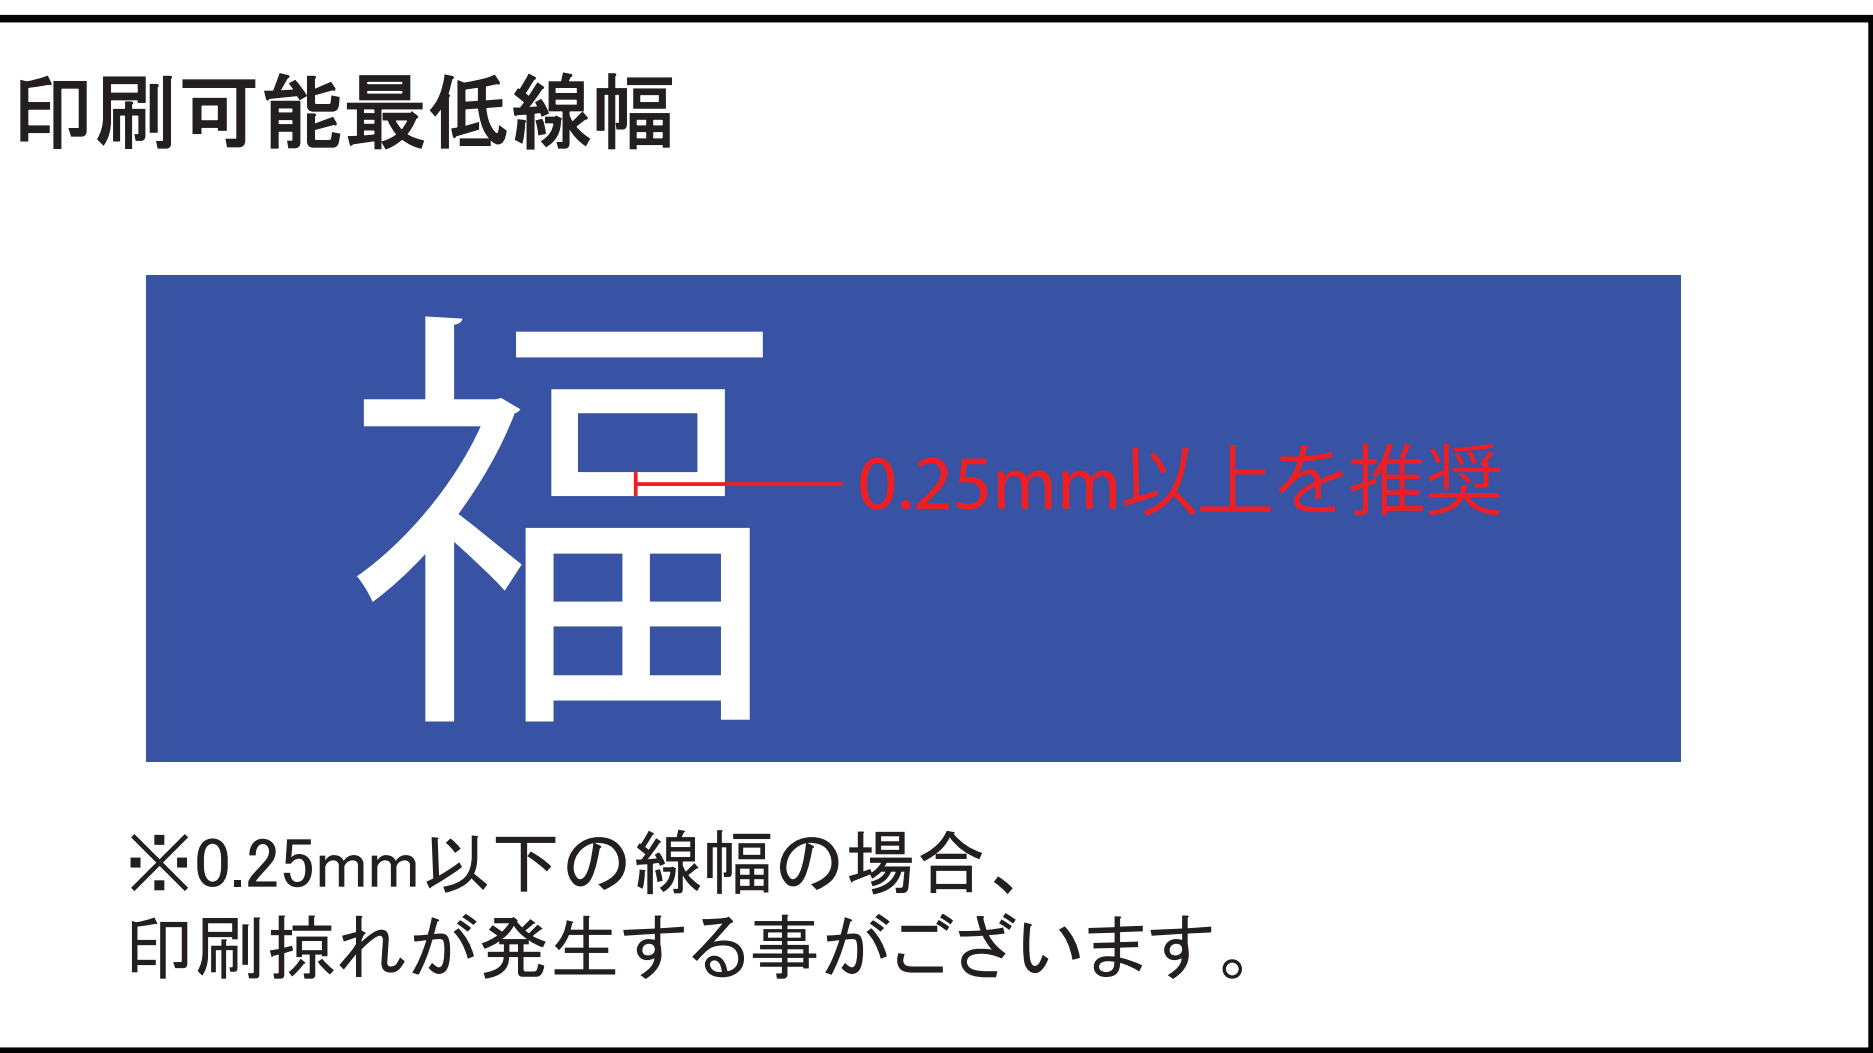 印刷可能最低線幅
福
0.25mm以上を推奨
※0.25mm以下の線幅の場合、
印刷掠れが発生する事がございます。